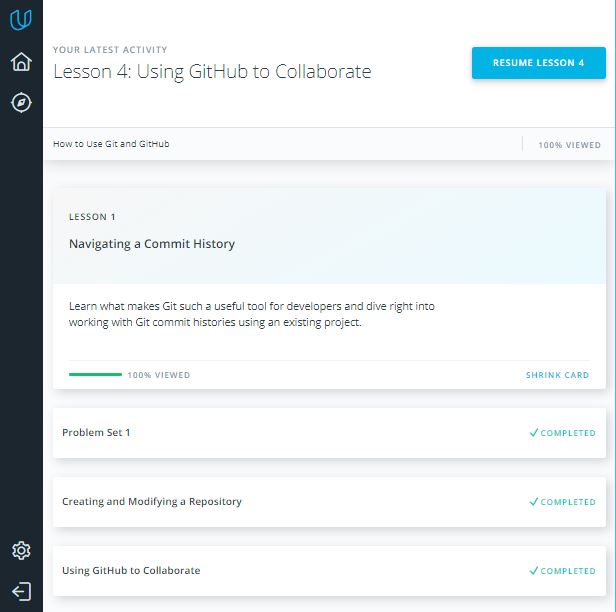 YOUR LATEST ACTIVITY
Lesson 4: Using GitHub to Collaborate
RESUME LESSON 4
How to Use Git and GitHub
100% VIEWED
LESSON 1
Navigating a Commit History
Learn what makes Git such a useful tool for developers and dive right into
working with Git commit histories using an existing project.
100% VIEWED
SHRINK CARD
Problem Set 1
COMPLETED
Creating and Modifying a Repository
COMPLETED
Using GitHub to Collaborate
COMPLETED